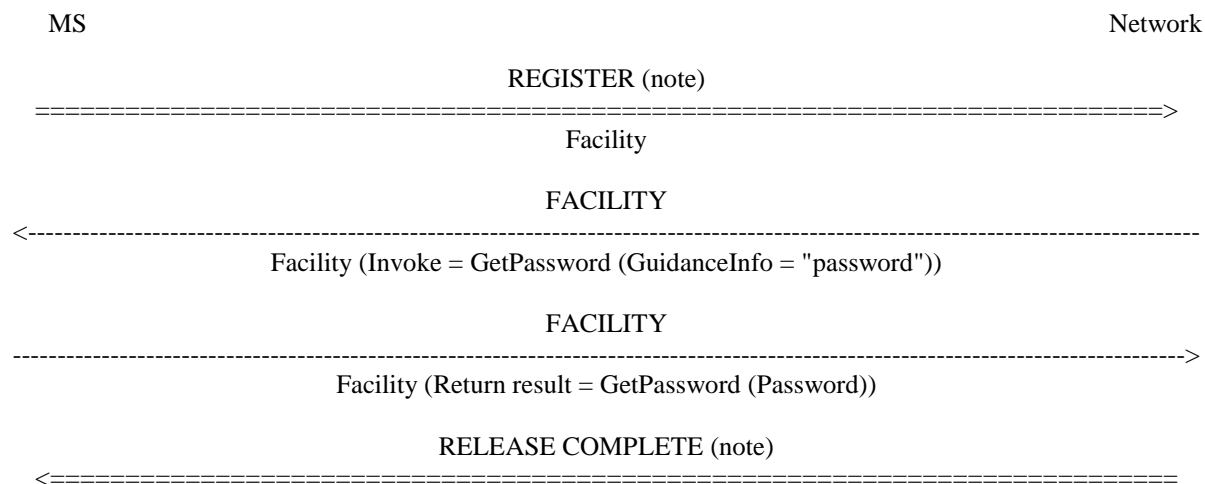 MS Network
REGISTER (note)
===========================================================================>
Facility
FACILITY
<-----------------------------------------------------------------------------------------------------------------------------------
Facility (Invoke = GetPassword (GuidanceInfo = "password"))
FACILITY
----------------------------------------------------------------------------------------------------------------------------------->
Facility (Return result = GetPassword (Password))
RELEASE COMPLETE (note)
<===========================================================================